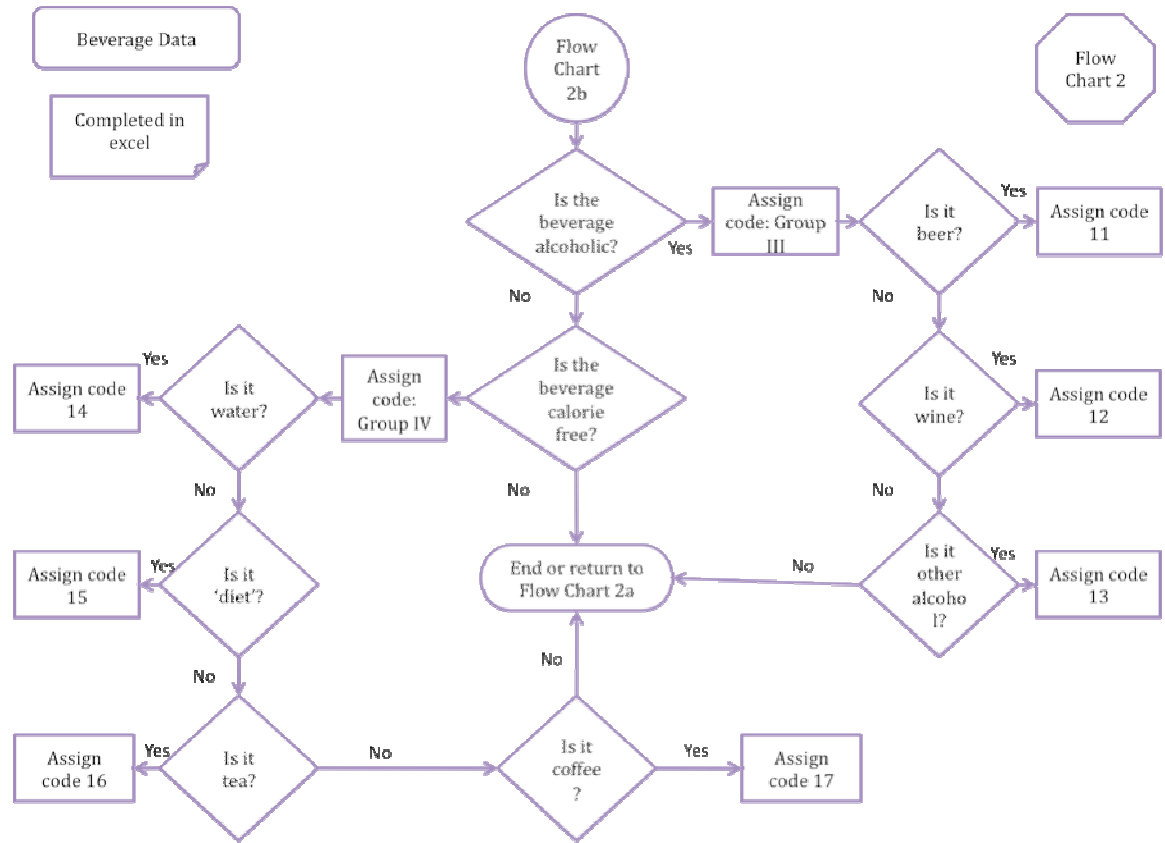 Beverage Data
Flow
Chart
2b
Flow
Chart 2
Completed in
excel
Is the
beverage
alcoholic?
Yes
Assign
code: Group
III
Is it
beer?
Yes
Assign code
11
No
No
Is the
beverage
calorie
free?
Assign
code:
Group IV
Is it
water?
Yes
Assign code
14
Is it
wine?
Yes
Assign code
12
No
No
No
Is it
'diet'?
Yes
Assign code
15
End or return to
Flow Chart 2a
No
Is it
other
alcoho
l?
Yes
Assign code
13
No
No
Is it
tea?
Yes
Assign
code 16
No
Is it
coffee
?
Yes
Assign
code 17